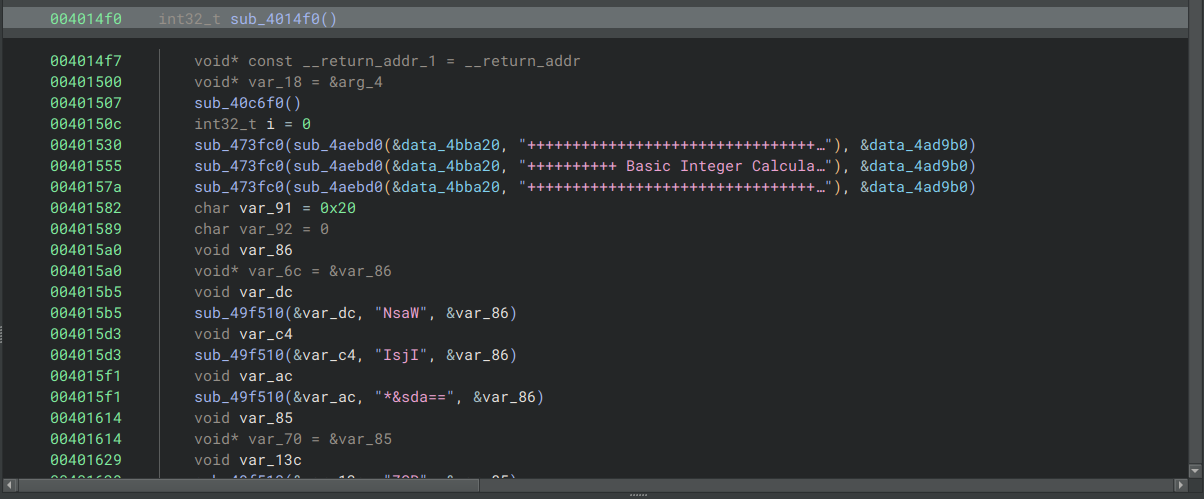 004014f0 int32_t sub_4014f0()
004014f7 void* const __return_addr_1 = __return_addr
00401500 void* var_18 = &arg_4
00401507 sub_40c6f0()
0040150c int32_t i = 0
00401530 sub_473fc0(sub_4aebd0(&data_4bba20, "++++++++++++++++++++++++++++++++…"), &data_4ad9b0)
00401555 sub_473fc0(sub_4aebd0(&data_4bba20, "++++++++++ Basic Integer Calcula…"), &data_4ad9b0)
0040157a sub_473fc0(sub_4aebd0(&data_4bba20, "++++++++++++++++++++++++++++++++…"), &data_4ad9b0)
00401582 char var_91 = 0x20
00401589 char var_92 = 0
004015a0 void var_86
004015a0 void* var_6c = &var_86
004015b5 void var_dc
004015b5 sub_49f510(&var_dc, "NsaW", &var_86)
004015d3 void var_c4
004015d3 sub_49f510(&var_c4, "IsjI", &var_86)
004015f1 void var_ac
004015f1 sub_49f510(&var_ac, "*&sda==", &var_86)
00401614 void var_85
00401614 void* var_70 = &var_85
00401629 void var_13c